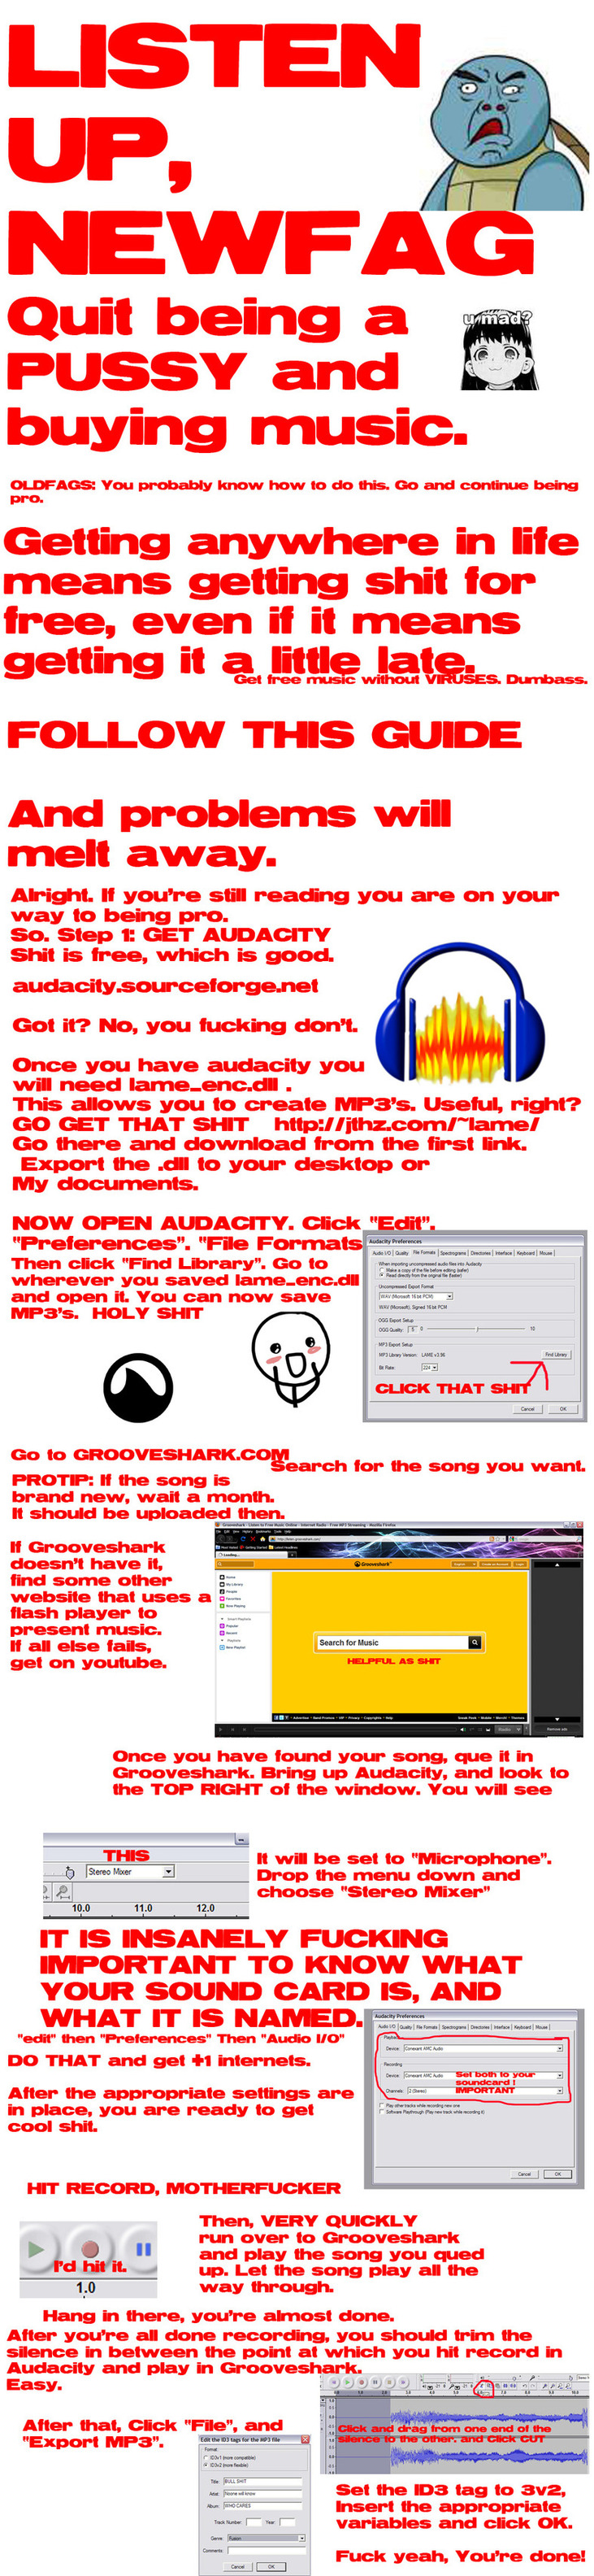 LISTEN
UP,
NEWFAG
Quit being a
PUSSY and
buying music.
u mad?
OLDFAGS: You probably know how to do this. Go and continue being
pro.
Getting anywhere in life
means getting shit for
free, even if it means
getting it a little late.
Get free music without VIRUSES. Dumbass.
FOLLOW THIS GUIDE
And problems will
melt away.
Alright. If you're still reading you are on your
way to being pro.
So. Step 1: GET AUDACITY
Shit is free, which is good.
audacity.sourceforge.net
Got it? No, you fucking don't.
Once you have audacity you
will need lame_enc.dll .
This allows you to create MP3's. Useful, right?
GO GET THAT SHIT http://jthz.com/~lame/
Go there and download from the first link.
Export the .dll to your desktop or
My documents.
NOW OPEN AUDACITY. Click "Edit".
"Preferences". "File Formats
Then click "Find Library". Go to
wherever you saved lame_enc.dll
and open it. You can now save
MP3's. HOLY SHIT
Audacity Preferences
Audio I/O Quality File Formats Spectrograms Directories Interface Keyboard Mouse
When importing uncompressed audio files into Audacity
Make a copy of the file before editing (safer)
Read directly from the original file (faster)
Uncompressed Export Format
WAV (Microsoft 16 bit PCM)
WAV (Microsoft), Signed 16 bit PCM
OGG Export Setup
OGG Quality: 5 0 10
MP3 Export Setup
MP3 Library Version: LAME v3.98 Find Library
Bit Rate: 224
CLICK THAT SHIT
Cancel OK
Go to GROOVESHARK.COM
Search for the song you want.
PROTIP: If the song is
brand new, wait a month.
It should be uploaded then.
If Grooveshark
doesn't have it,
find some other
website that uses a
flash player to
present music.
If all else fails,
get on youtube.
Grooveshark
Search for Music
HELPFUL AS SHIT
Once you have found your song, que it in
Grooveshark. Bring up Audacity, and look to
the TOP RIGHT of the window. You will see
THIS
Stereo Mixer
10.0 11.0 12.0
It will be set to "Microphone".
Drop the menu down and
choose "Stereo Mixer"
IT IS INSANELY FUCKING
IMPORTANT TO KNOW WHAT
YOUR SOUND CARD IS, AND
WHAT IT IS NAMED.
"edit" then "Preferences" Then "Audio I/O"
DO THAT and get +1 internets.
After the appropriate settings are
in place, you are ready to get
cool shit.
Audacity Preferences
Audio I/O Quality File Formats Spectrograms Directories Interface Keyboard Mouse
Device: Conexant AMC Audio
Recording
Device: Conexant AMC Audio
Set both to your
soundcard !
IMPORTANT
Channels: 2 (Stereo)
Play other tracks while recording new one
Software Playthrough (Play new track while recording it)
Cancel OK
HIT RECORD, MOTHERFUCKER
I'd hit it.
1.0
Then, VERY QUICKLY
run over to Grooveshark
and play the song you qued
up. Let the song play all the
way through.
Hang in there, you're almost done.
After you're all done recording, you should trim the
silence in between the point at which you hit record in
Audacity and play in Grooveshark.
Easy.
Click and drag from one end of the
silence to the other. and Click CUT
After that, Click "File", and
"Export MP3".
Edit the ID3 tags for the MP3 file
Format
ID3v1 (more compatible)
ID3v2 (more flexible)
Title: BULL SHIT
Artist: Noone will know
Album: WHO CARES
Track Number: Year:
Genre: Fusion
Comments:
Cancel OK
Set the ID3 tag to 3v2,
Insert the appropriate
variables and click OK.
Fuck yeah, You're done!